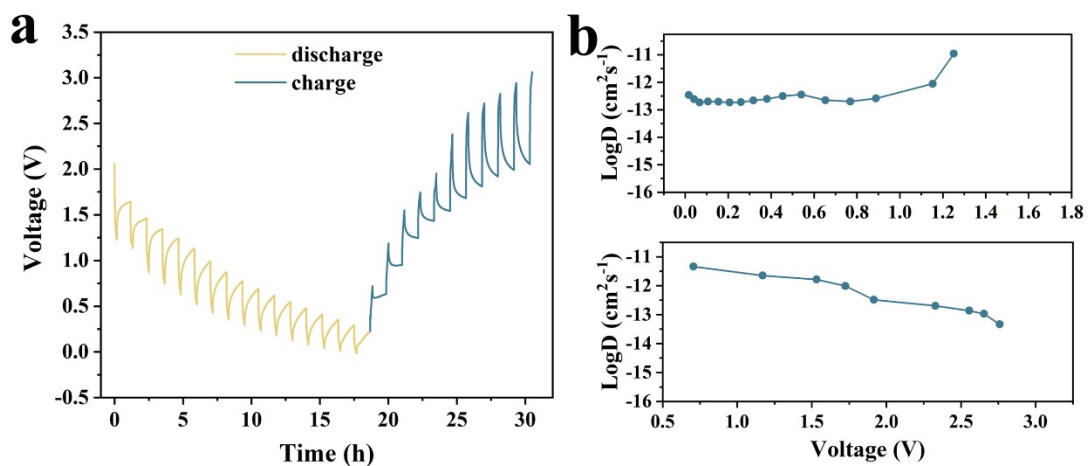 a
discharge
charge
3.5
3.0
2.5
2.0
1.5
1.0
0.5
0.0
-0.5
Voltage (V)
0 5 10 15 20 25 30
Time (h)
b
-11
-12
-13
-14
-15
-16
LogD (cm²s⁻¹)
0.0 0.2 0.4 0.6 0.8 1.0 1.2 1.4 1.6 1.8
-11
-12
-13
-14
-15
-16
LogD (cm²s⁻¹)
0.5 1.0 1.5 2.0 2.5 3.0
Voltage (V)